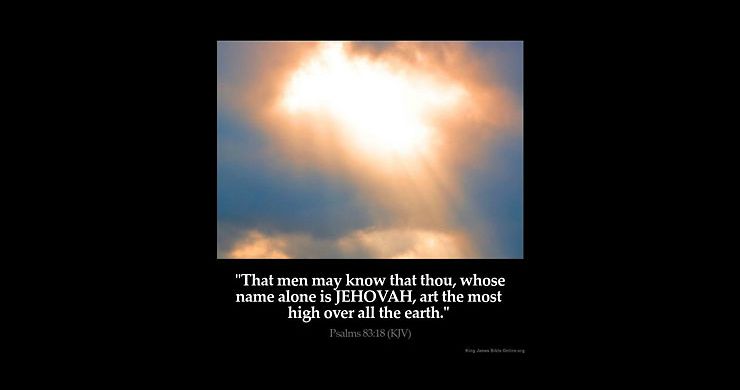 "That men may know that thou, whose
name alone is JEHOVAH, art the most
high over all the earth."
Psalms 83:18 (KJV)
King James Bible Online.org